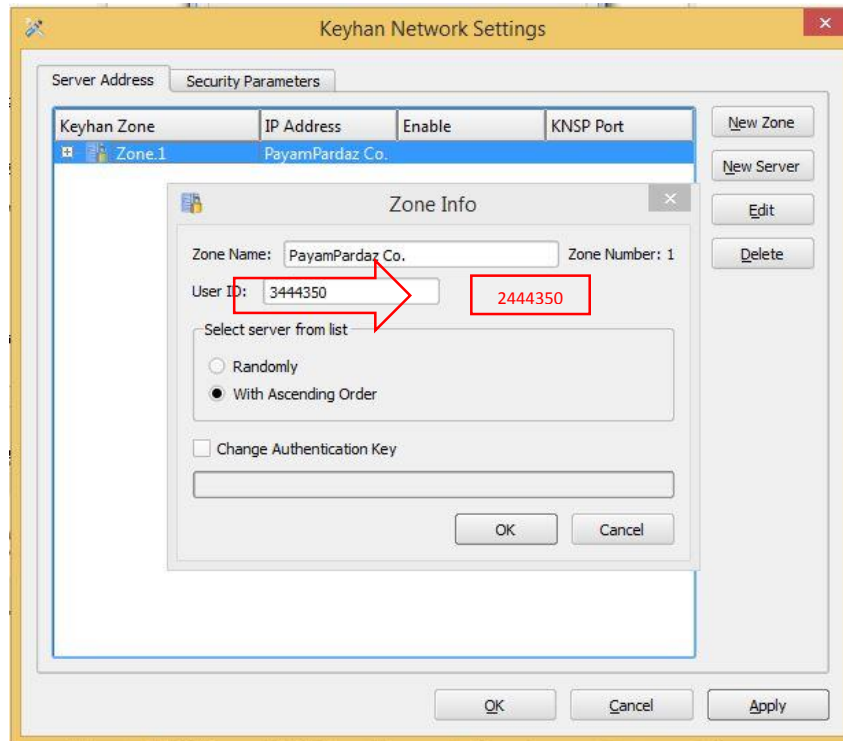 Keyhan Network Settings
Server Address Security Parameters
Keyhan Zone IP Address Enable KNSP Port
Zone.1 PayamPardaz Co.
New Zone
New Server
Edit
Delete
Zone Info
Zone Name: PayamPardaz Co. Zone Number: 1
User ID: 3444350 2444350
Select server from list
Randomly
With Ascending Order
Change Authentication Key
OK Cancel
OK Cancel Apply